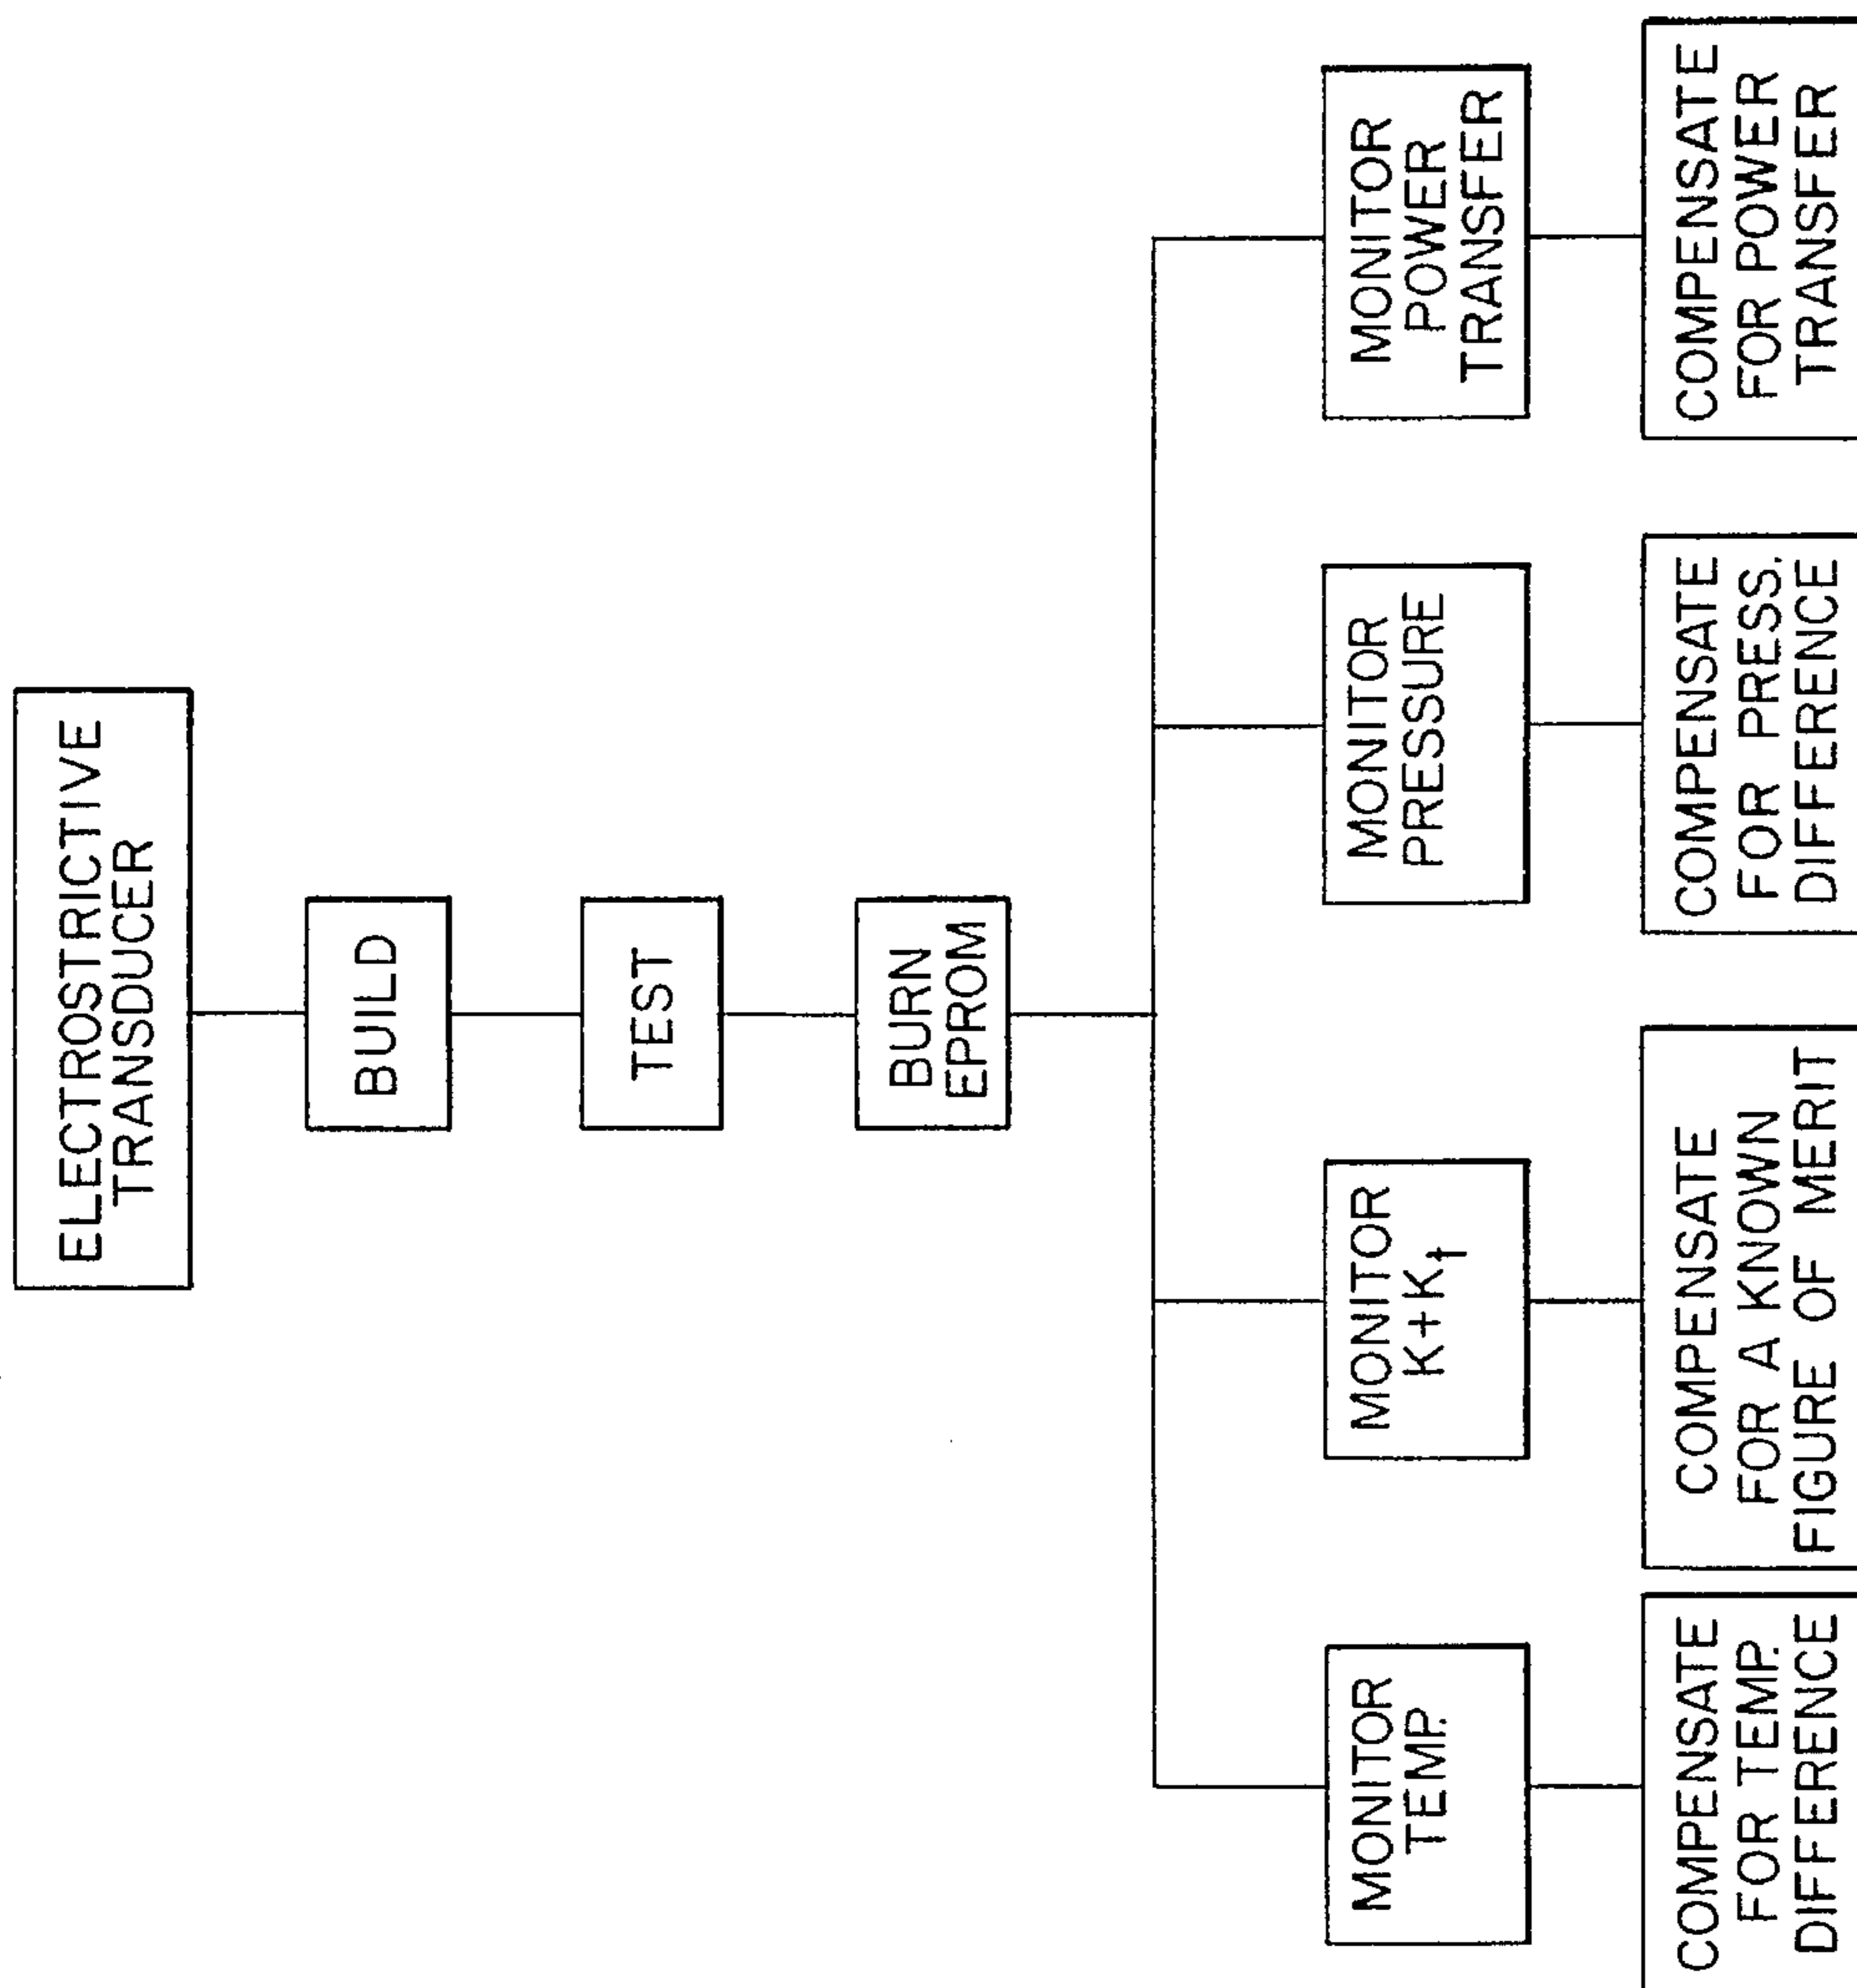 ELECTROSTRICTIVE
TRANSDUCER
BUILD
TEST
BURN
EPROM
MONITOR
TEMP.
MONITOR
K+Kt
MONITOR
PRESSURE
MONITOR
POWER
TRANSFER
COMPENSATE
FOR TEMP.
DIFFERENCE
COMPENSATE
FOR A KNOWN
FIGURE OF MERIT
COMPENSATE
FOR PRESS.
DIFFERENCE
COMPENSATE
FOR POWER
TRANSFER